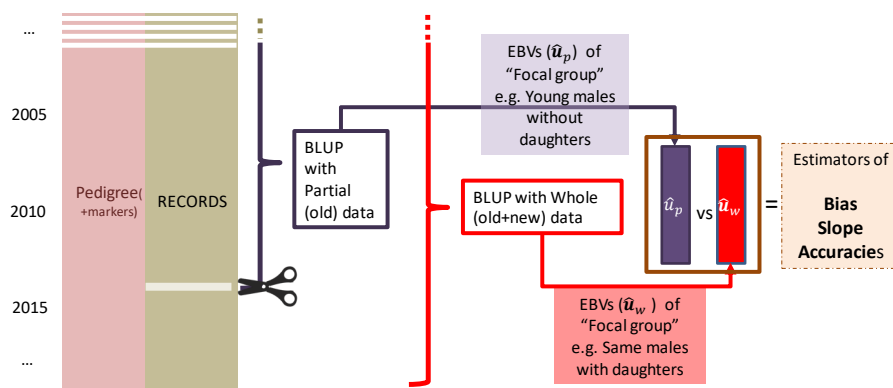 ...
2005
2010
2015
...
Pedigree(
+markers)
RECORDS
BLUP
with
Partial
(old) data
EBVs (û_p) of
“Focal group”
e.g. Young males
without
daughters
BLUP with Whole
(old+new) data
EBVs (û_w) of
“Focal group”
e.g. Same males
with daughters
û_p vs û_w =
Estimators of
Bias
Slope
Accuracies